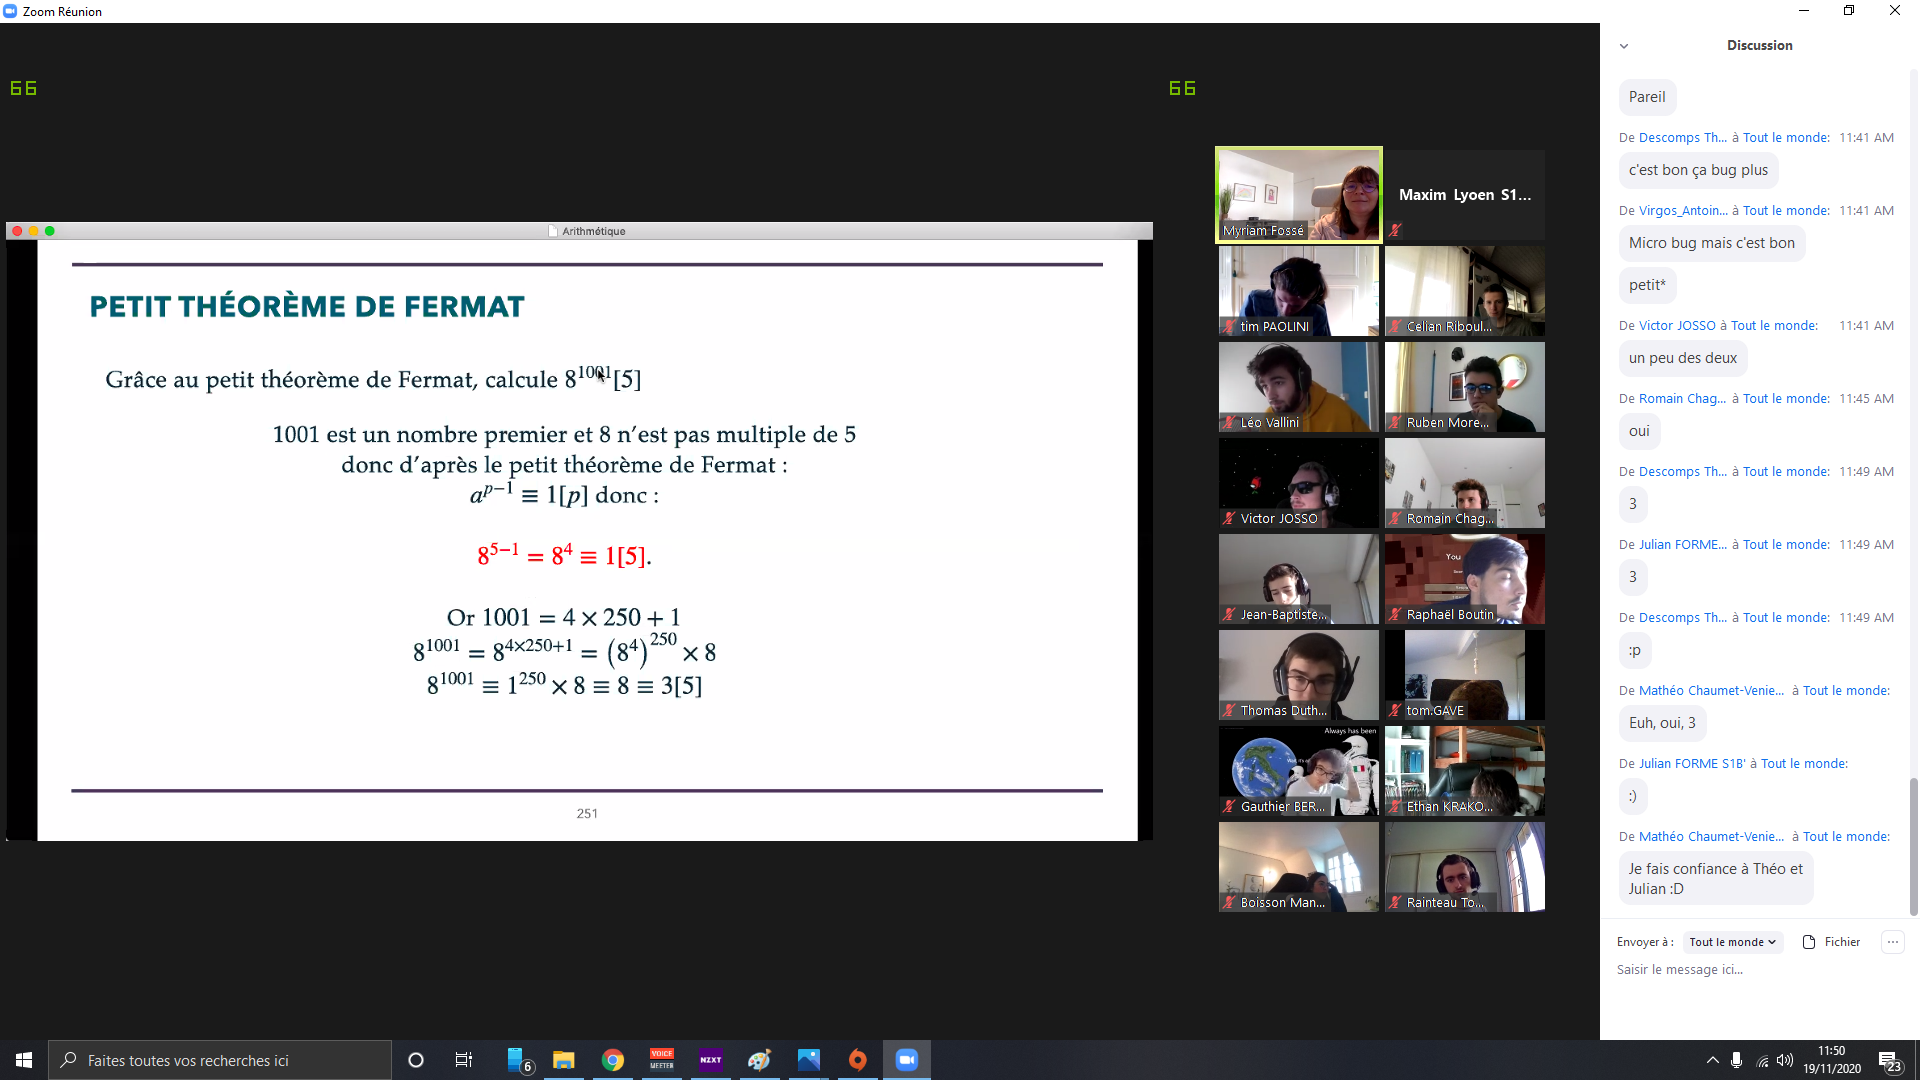 Zoom Réunion
66
66
Arithmétique
PETIT THÉORÈME DE FERMAT
Grâce au petit théorème de Fermat, calcule 8^1001[5]
1001 est un nombre premier et 8 n'est pas multiple de 5
donc d'après le petit théorème de Fermat :
a^{p−1} ≡ 1[p] donc :
8^{5−1} = 8^4 ≡ 1[5].
Or 1001 = 4 × 250 + 1
8^{1001} = 8^{4×250+1} = (8^4)^{250} × 8
8^{1001} ≡ 1^{250} × 8 ≡ 8 ≡ 3[5]
251
Myriam Fossé
Maxim Lyoen S1...
tim PAOLINI
Celian Riboul...
Léo Vallini
Ruben More...
Victor JOSSO
Romain Chag...
Jean-Baptiste...
You
Raphaël Boutin
Thomas Duth...
tom.GAVE
Always has been
Gauthier BER...
Ethan KRAKO...
Boisson Man...
Rainteau To...
Discussion
Pareil
De Descomps Th... à Tout le monde: 11:41 AM
c'est bon ça bug plus
De Virgos_Antoin... à Tout le monde: 11:41 AM
Micro bug mais c'est bon
petit*
De Victor JOSSO à Tout le monde: 11:41 AM
un peu des deux
De Romain Chag... à Tout le monde: 11:45 AM
oui
De Descomps Th... à Tout le monde: 11:49 AM
3
De Julian FORME... à Tout le monde: 11:49 AM
3
De Descomps Th... à Tout le monde: 11:49 AM
:p
De Mathéo Chaumet-Venie... à Tout le monde:
Euh, oui, 3
De Julian FORME S1B' à Tout le monde:
:)
De Mathéo Chaumet-Venie... à Tout le monde:
Je fais confiance à Théo et
Julian :D
Envoyer à : Tout le monde Fichier ...
Saisir le message ici...
Faites toutes vos recherches ici
6
VOICE
MEETER
NZXT
11:50
19/11/2020
23